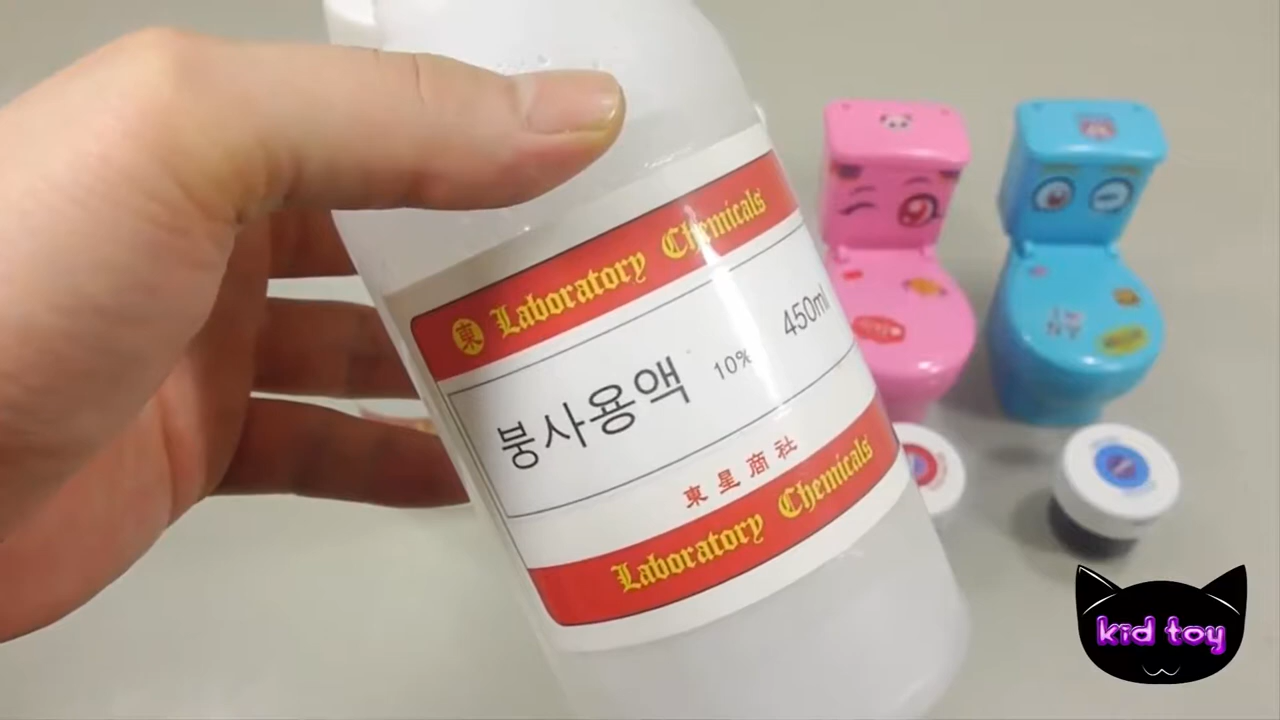 東 Laboratory Chemicals
450ml
붕사용액 10%
東星商社
Laboratory Chemicals
kid toy